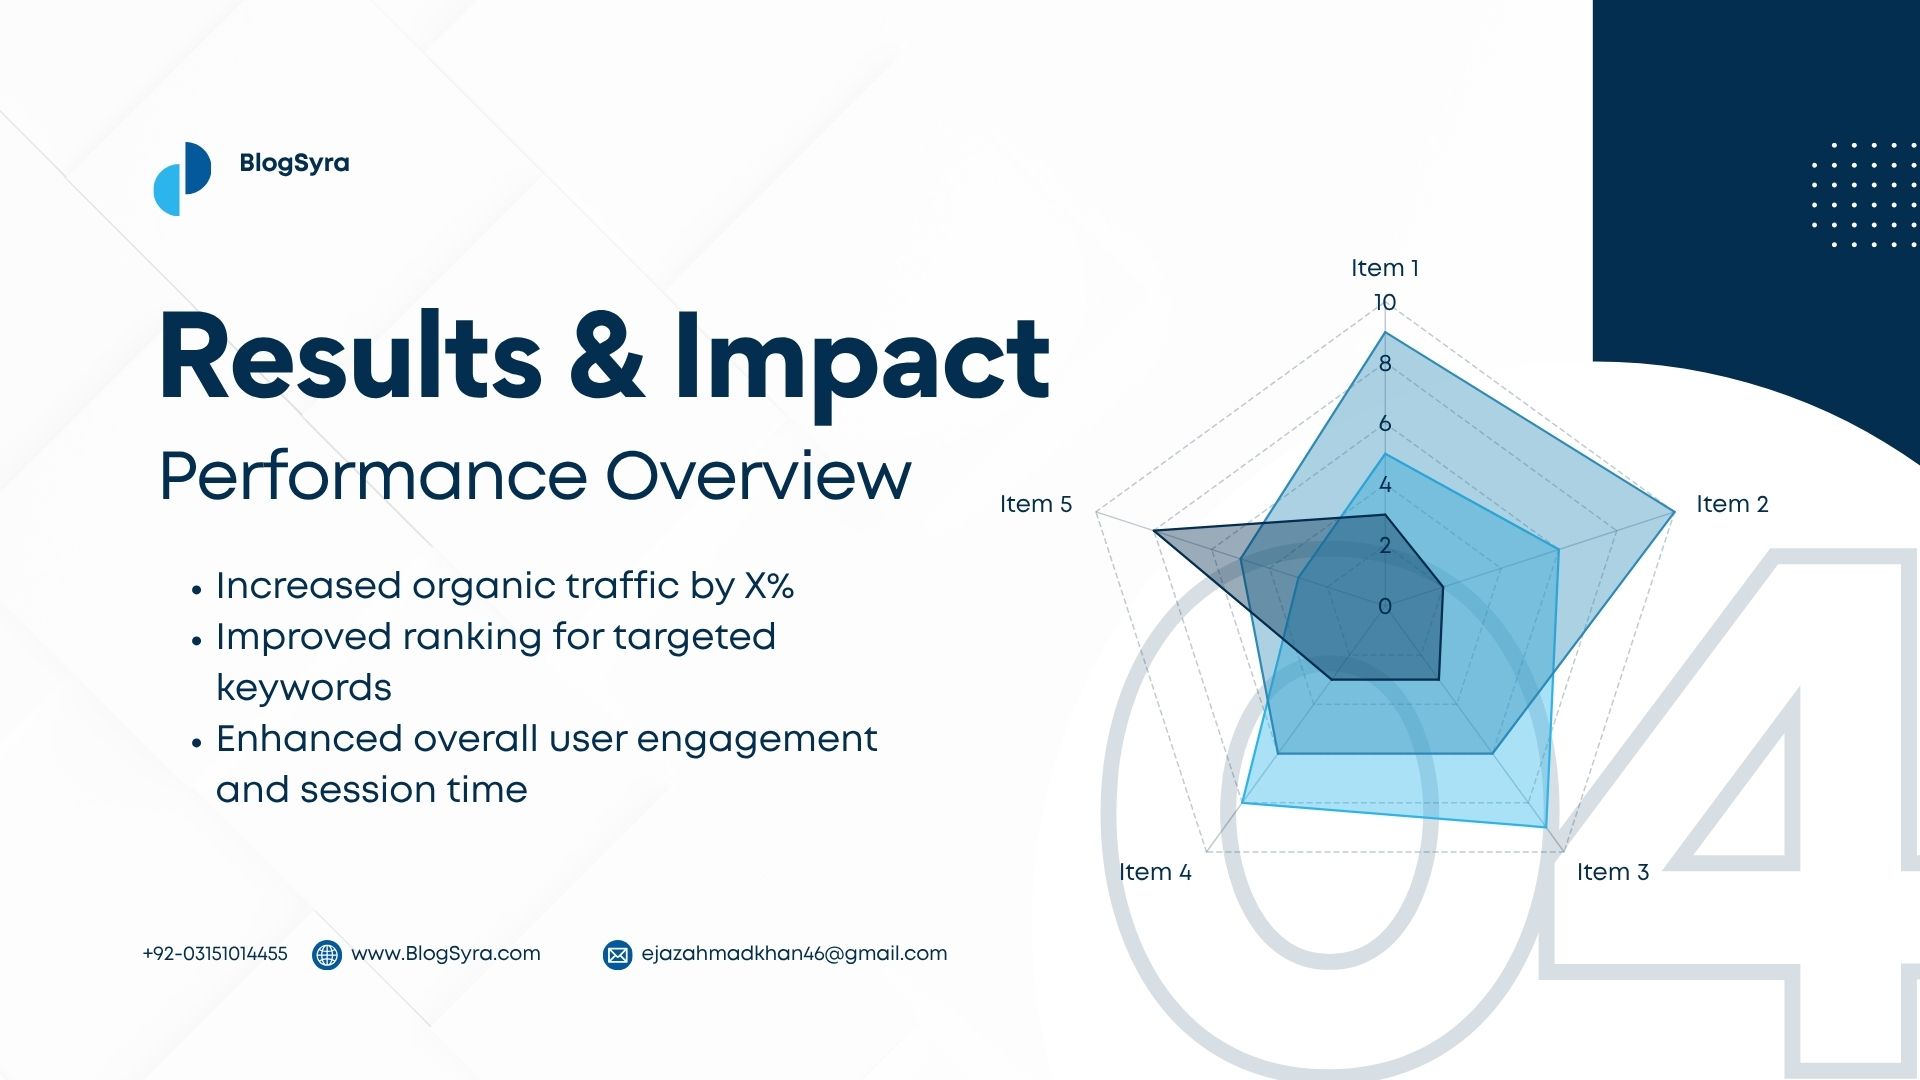 BlogSyra
Results & Impact
Performance Overview
• Increased organic traffic by X%
• Improved ranking for targeted
keywords
• Enhanced overall user engagement
and session time
+92-03151014455
www.BlogSyra.com
ejazahmadkhan46@gmail.com
Item 1
10
8
6
4
2
0
Item 2
Item 3
Item 4
Item 5
04